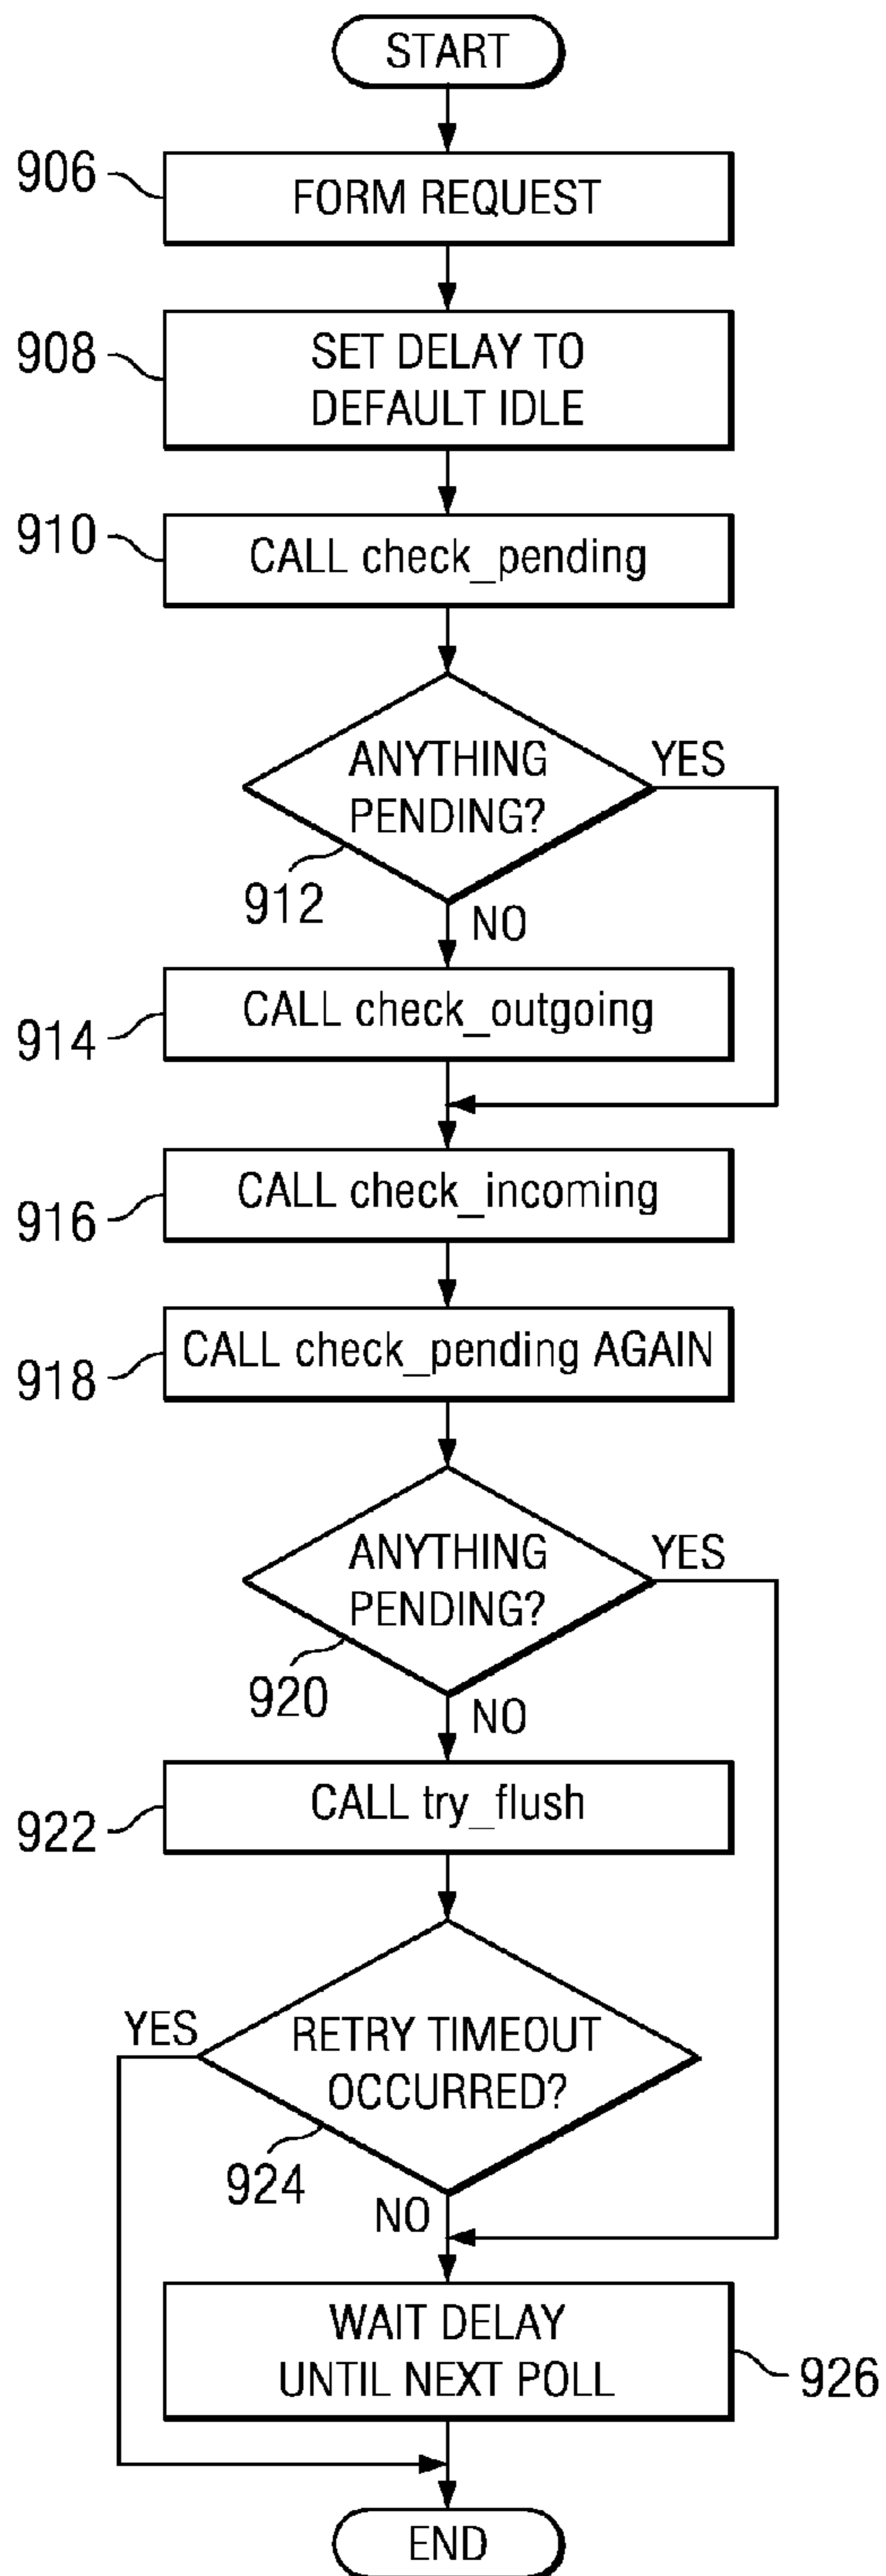 START
906
FORM REQUEST
908
SET DELAY TO
DEFAULT IDLE
910
CALL check_pending
ANYTHING
PENDING?
YES
912
NO
914
CALL check_outgoing
916
CALL check_incoming
918
CALL check_pending AGAIN
ANYTHING
PENDING?
YES
920
NO
922
CALL try_flush
YES
RETRY TIMEOUT
OCCURRED?
924
NO
WAIT DELAY
UNTIL NEXT POLL
926
END